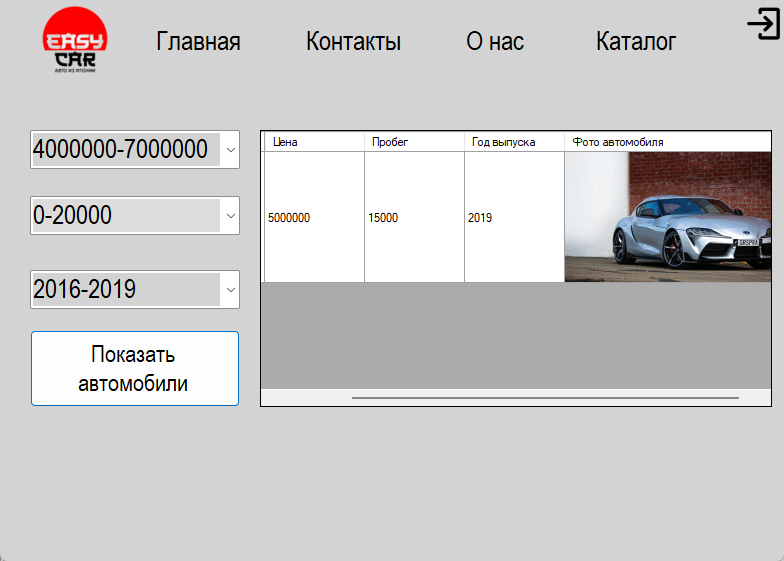 EASY
CAR
АВТО ИЗ ЯПОНИИ
Главная
Контакты
О нас
Каталог
4000000-7000000
0-20000
2016-2019
Показать
автомобили
Цена
Пробег
Год выпуска
Фото автомобиля
5000000
15000
2019
GRSPRA